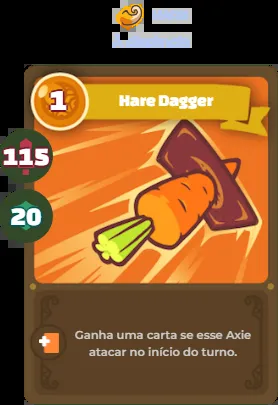 1
Hare Dagger
115
20
Ganha uma carta se esse Axie
atacar no início do turno.